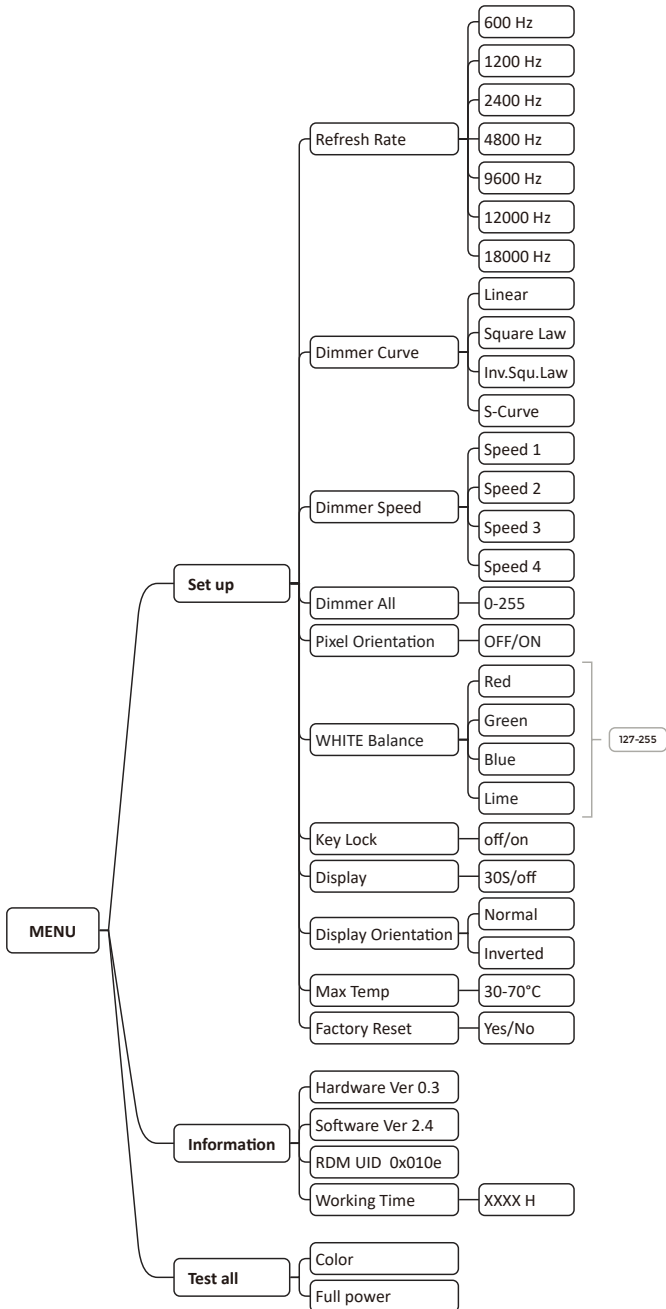 MENU
Set up
Refresh Rate
600 Hz
1200 Hz
2400 Hz
4800 Hz
9600 Hz
12000 Hz
18000 Hz
Dimmer Curve
Linear
Square Law
Inv.Squ.Law
S-Curve
Dimmer Speed
Speed 1
Speed 2
Speed 3
Speed 4
Dimmer All
0-255
Pixel Orientation
OFF/ON
WHITE Balance
Red
Green
Blue
Lime
127-255
Key Lock
off/on
Display
30S/off
Display Orientation
Normal
Inverted
Max Temp
30-70°C
Factory Reset
Yes/No
Information
Hardware Ver 0.3
Software Ver 2.4
RDM UID  0x010e
Working Time
XXXX H
Test all
Color
Full power